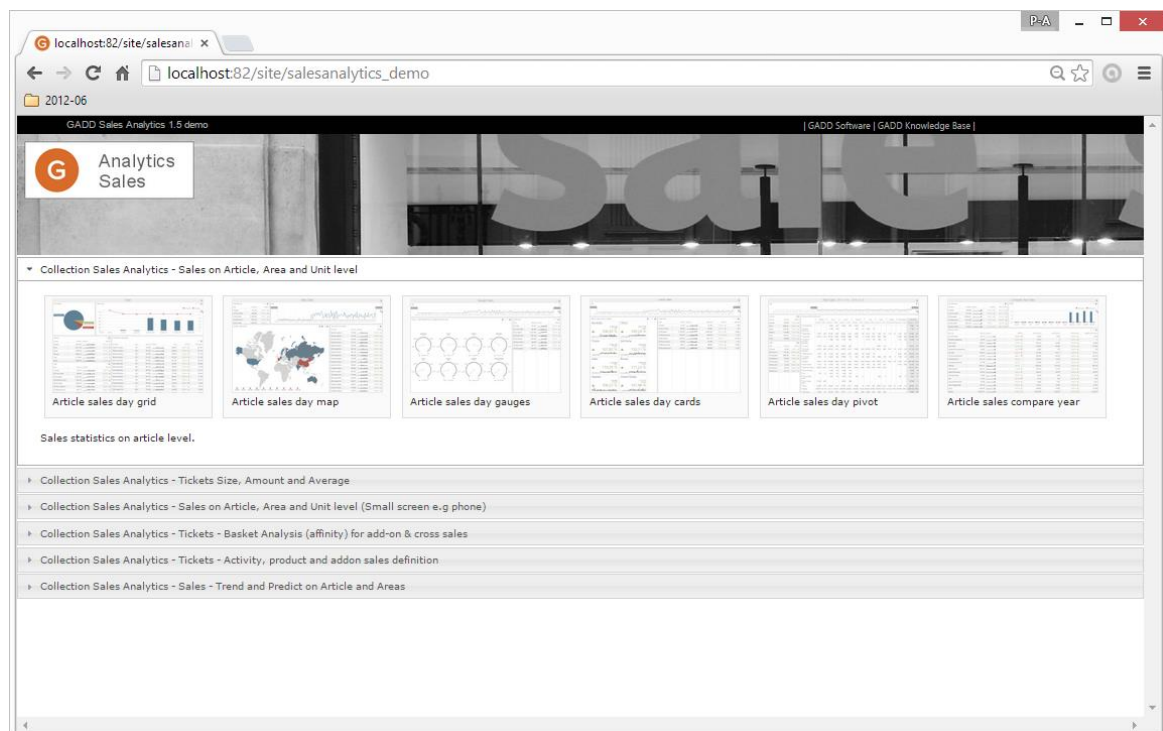 P-A
localhost:82/site/salesanal
localhost:82/site/salesanalytics_demo
2012-06
GADD Sales Analytics 1.5 demo
| GADD Software | GADD Knowledge Base |
G Analytics
Sales
sale
Collection Sales Analytics - Sales on Article, Area and Unit level
Article sales day grid
Article sales day map
Article sales day gauges
Article sales day cards
Article sales day pivot
Article sales compare year
Sales statistics on article level.
Collection Sales Analytics - Tickets Size, Amount and Average
Collection Sales Analytics - Sales on Article, Area and Unit level (Small screen e.g phone)
Collection Sales Analytics - Tickets - Basket Analysis (affinity) for add-on & cross sales
Collection Sales Analytics - Tickets - Activity, product and addon sales definition
Collection Sales Analytics - Sales - Trend and Predict on Article and Areas